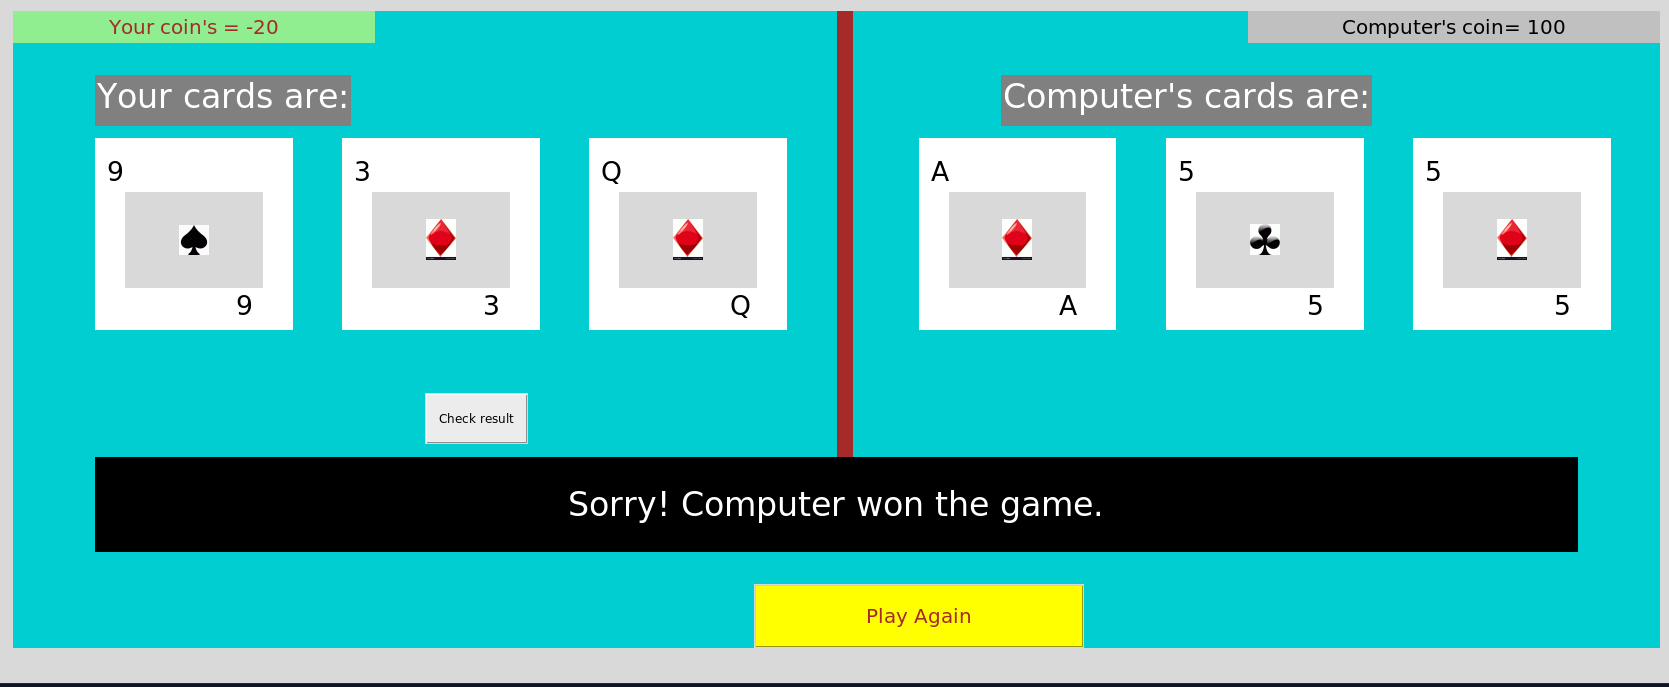 Your coin's = -20
Computer's coin= 100
Your cards are:
Computer's cards are:
9
3
Q
A
5
5
9
3
Q
A
5
5
Check result
Sorry! Computer won the game.
Play Again